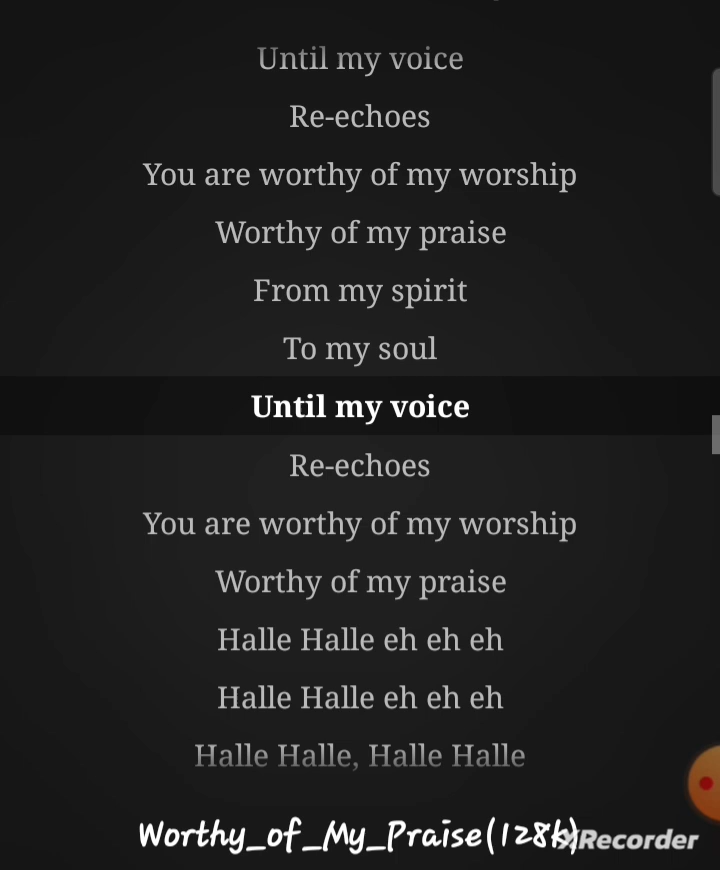 Until my voice
Re-echoes
You are worthy of my worship
Worthy of my praise
From my spirit
To my soul
Until my voice
Re-echoes
You are worthy of my worship
Worthy of my praise
Halle Halle eh eh eh
Halle Halle eh eh eh
Halle Halle, Halle Halle
Worthy_of_My_Praise(128k)
XRecorder